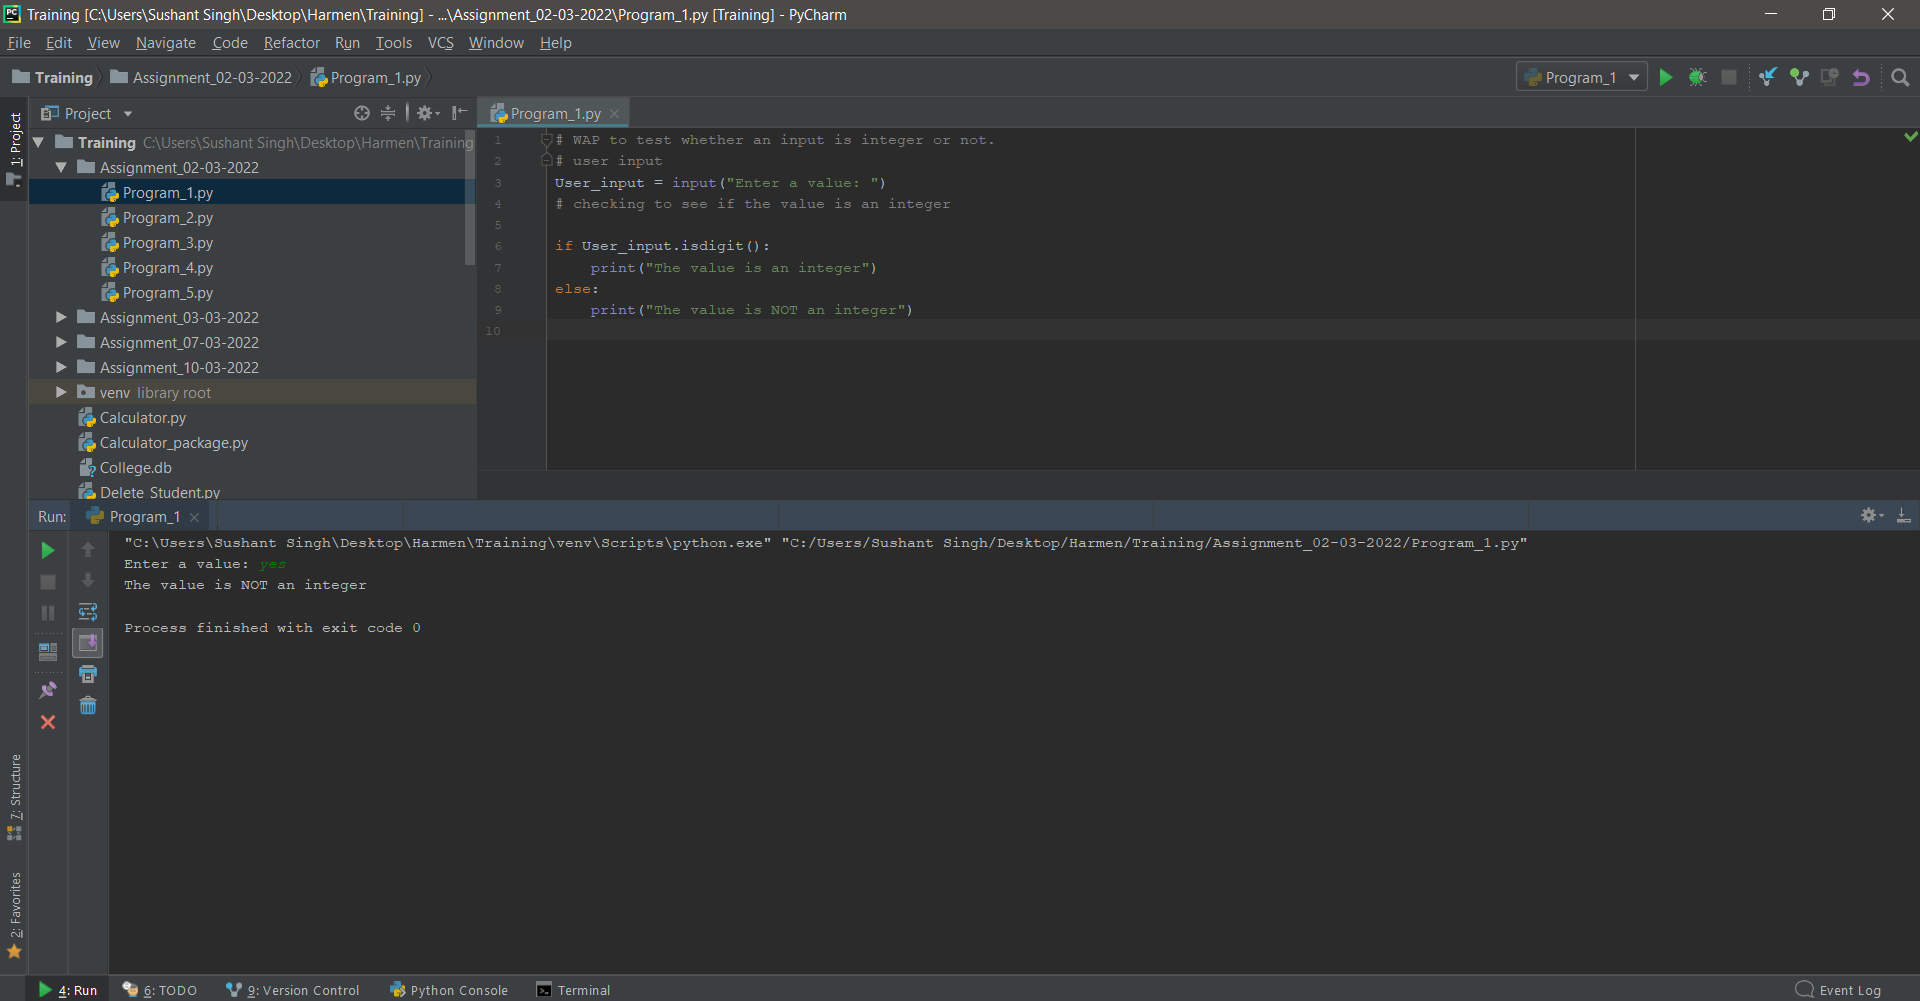 Training [C:\Users\Sushant Singh\Desktop\Harmen\Training] - ...\Assignment_02-03-2022\Program_1.py [Training] - PyCharm
File Edit View Navigate Code Refactor Run Tools VCS Window Help
Training Assignment_02-03-2022 Program_1.py
Program_1
1: Project
Project
Training C:\Users\Sushant Singh\Desktop\Harmen\Training
Assignment_02-03-2022
Program_1.py
Program_2.py
Program_3.py
Program_4.py
Program_5.py
Assignment_03-03-2022
Assignment_07-03-2022
Assignment_10-03-2022
venv library root
Calculator.py
Calculator_package.py
College.db
Delete_Student.py
Program_1.py
1 # WAP to test whether an input is integer or not.
2 # user input
3 User_input = input("Enter a value: ")
4 # checking to see if the value is an integer
5
6 if User_input.isdigit():
7     print("The value is an integer")
8 else:
9     print("The value is NOT an integer")
10
Run: Program_1
"C:\Users\Sushant Singh\Desktop\Harmen\Training\venv\Scripts\python.exe" "C:/Users/Sushant Singh/Desktop/Harmen/Training/Assignment_02-03-2022/Program_1.py"
Enter a value: yes
The value is NOT an integer
Process finished with exit code 0
7: Structure
2: Favorites
4: Run 6: TODO 9: Version Control Python Console Terminal Event Log